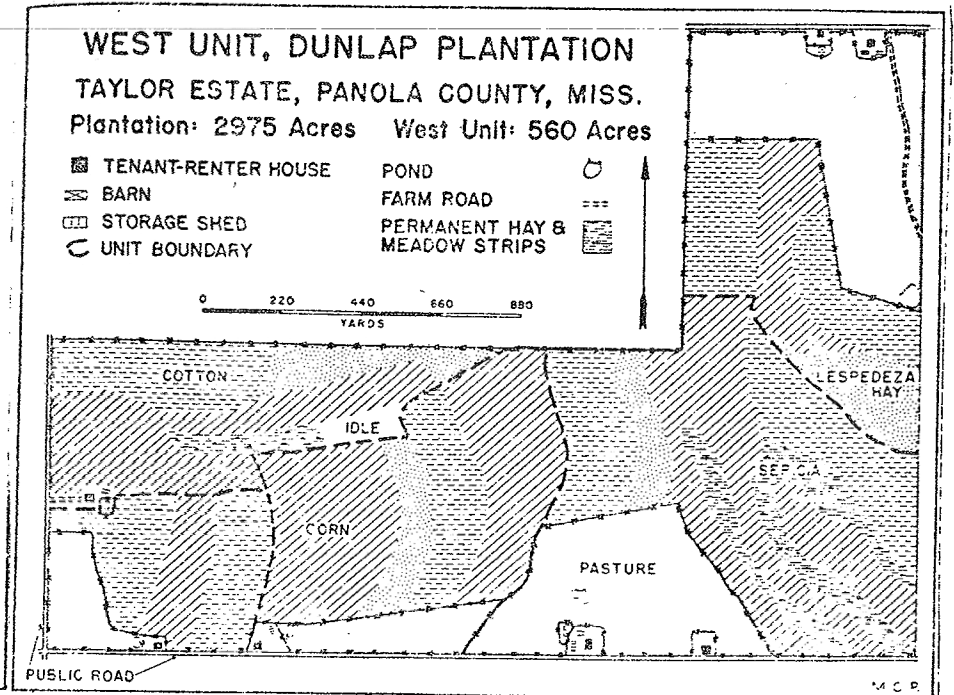 WEST UNIT, DUNLAP PLANTATION
TAYLOR ESTATE, PANOLA COUNTY, MISS.
Plantation: 2975 Acres West Unit: 560 Acres
TENANT-RENTER HOUSE
BARN
STORAGE SHED
UNIT BOUNDARY
POND
FARM ROAD
PERMANENT HAY &
MEADOW STRIPS
0 220 440 660 880
YARDS
COTTON
IDLE
CORN
LESPEDEZA
HAY
PASTURE
PUBLIC ROAD